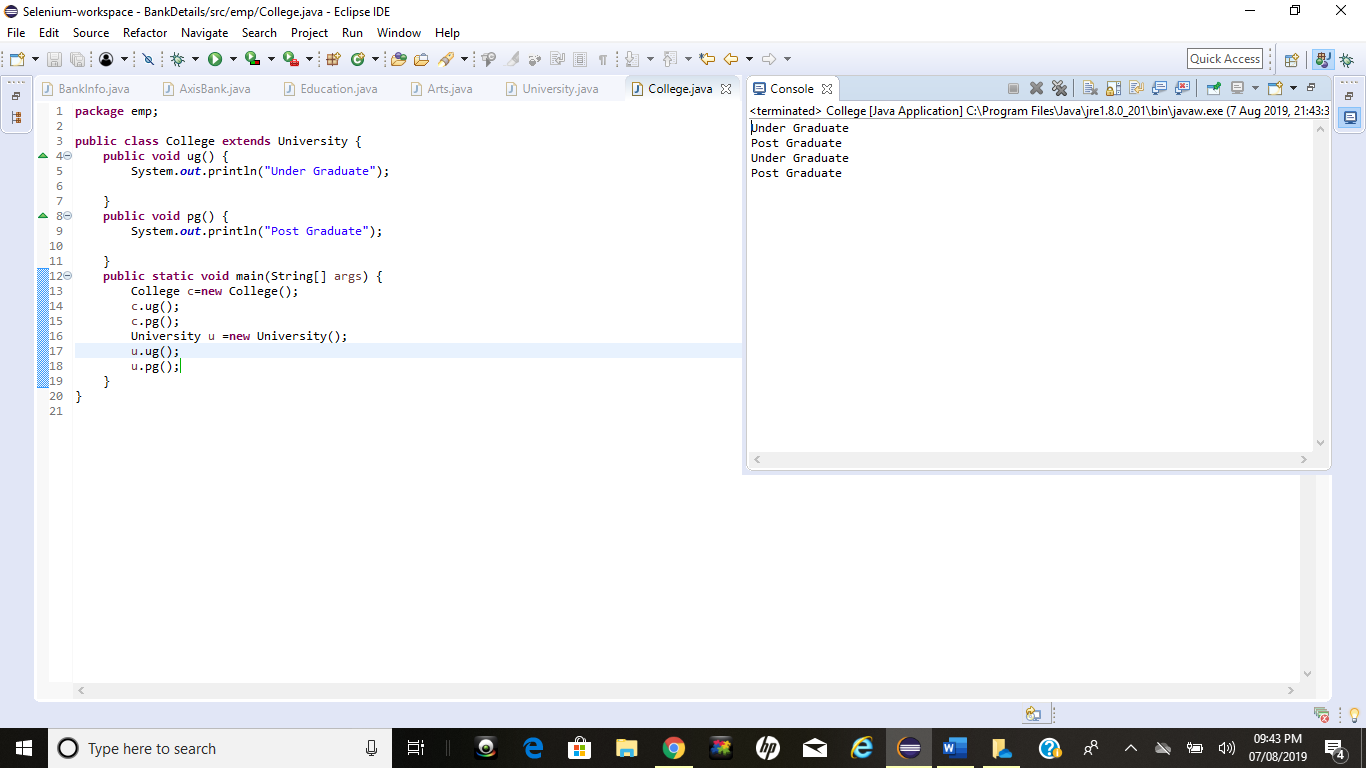 Selenium-workspace - BankDetails/src/emp/College.java - Eclipse IDE
File Edit Source Refactor Navigate Search Project Run Window Help
Quick Access
BankInfo.java AxisBank.java Education.java Arts.java University.java College.java
1 package emp;
2
3 public class College extends University {
4 public void ug() {
5 System.out.println("Under Graduate");
6
7 }
8 public void pg() {
9 System.out.println("Post Graduate");
10
11 }
12 public static void main(String[] args) {
13 College c=new College();
14 c.ug();
15 c.pg();
16 University u =new University();
17 u.ug();
18 u.pg();
19 }
20 }
21
Console
<terminated> College [Java Application] C:\Program Files\Java\jre1.8.0_201\bin\javaw.exe (7 Aug 2019, 21:43:3
Under Graduate
Post Graduate
Under Graduate
Post Graduate
Type here to search
09:43 PM
07/08/2019
4